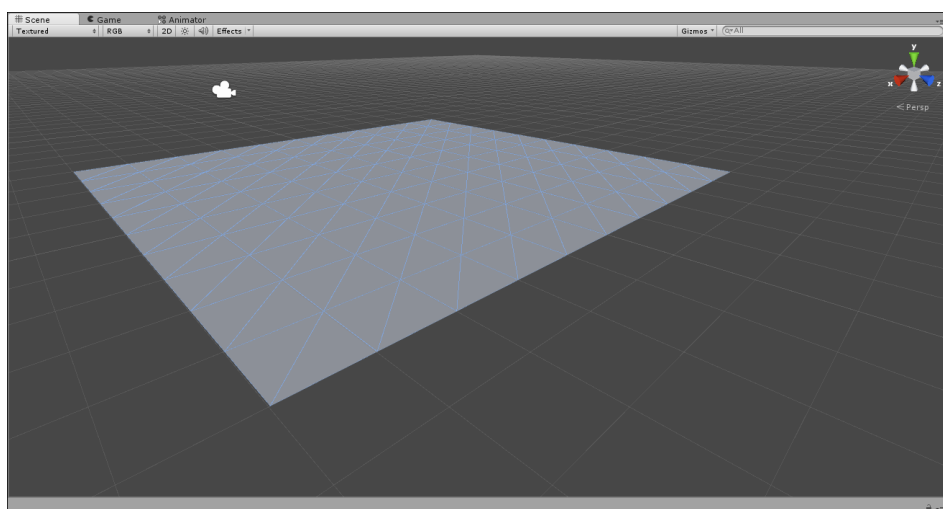 Scene Game Animator
Textured RGB 2D Effects Gizmos All
y
x z
Persp